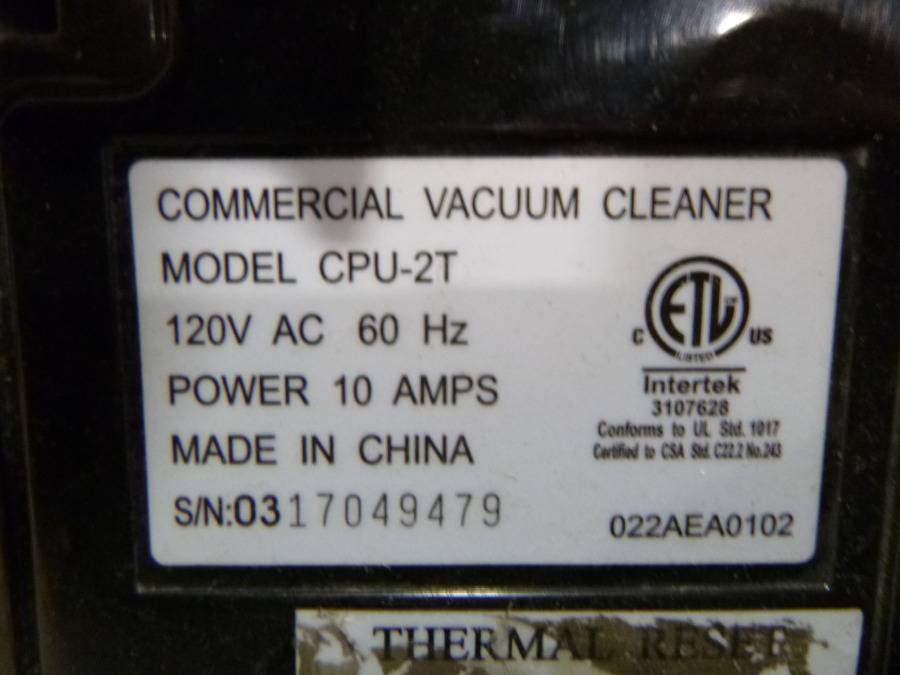 COMMERCIAL VACUUM CLEANER
MODEL CPU-2T
120V AC 60 Hz
POWER 10 AMPS
MADE IN CHINA
S/N:0317049479
C ETL US
LISTED
Intertek
3107628
Conforms to UL Std. 1017
Certified to CSA Std. C22.2 No.243
022AEA0102
THERMAL RESET